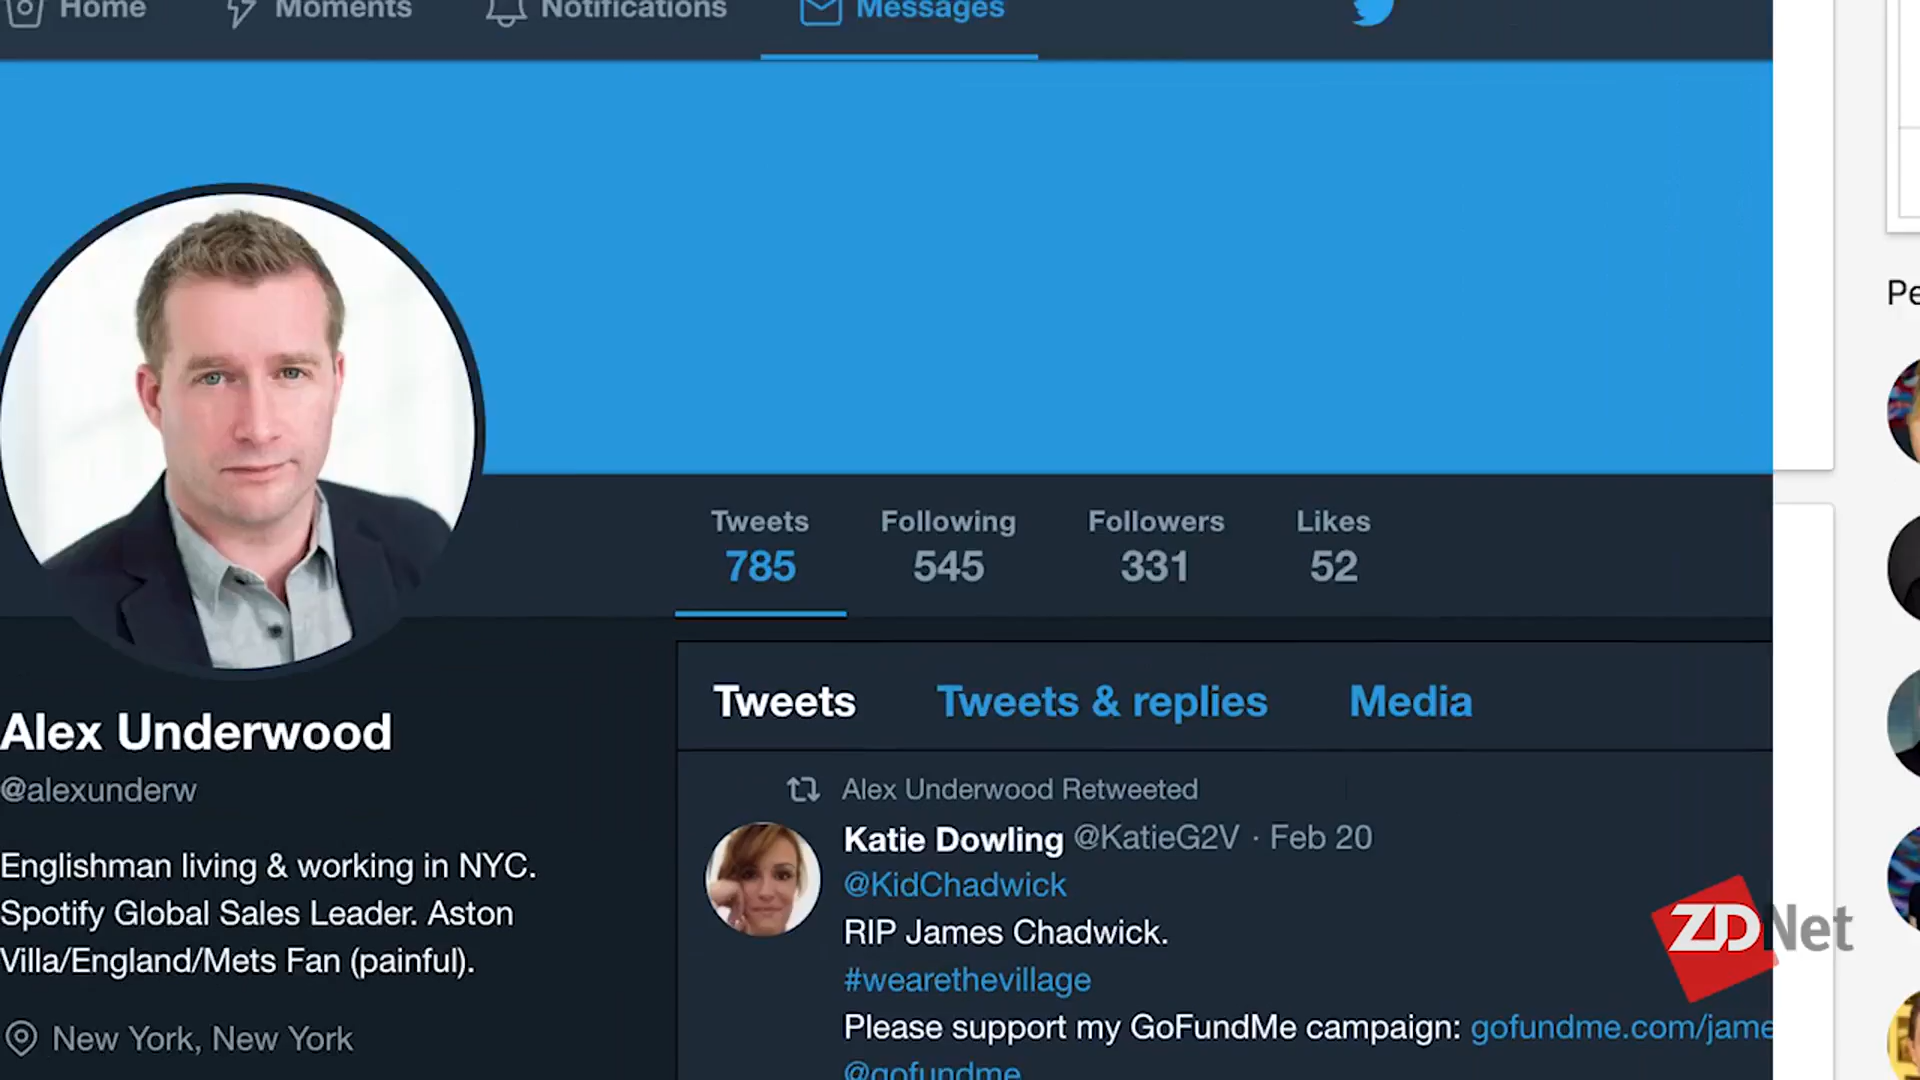 Home Moments Notifications Messages
Pe
Tweets Following Followers Likes
785 545 331 52
Tweets Tweets & replies Media
Alex Underwood
@alexunderw
Englishman living & working in NYC.
Spotify Global Sales Leader. Aston
Villa/England/Mets Fan (painful).
New York, New York
Alex Underwood Retweeted
Katie Dowling @KatieG2V · Feb 20
@KidChadwick
RIP James Chadwick.
#wearethevillage
Please support my GoFundMe campaign: gofundme.com/jame
@gofundme
ZDNet